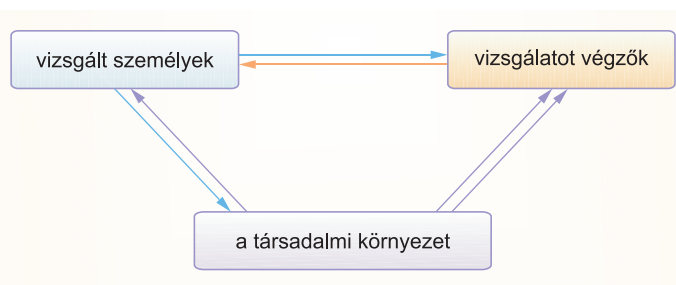 vizsgált személyek
vizsgálatot végzők
a társadalmi környezet